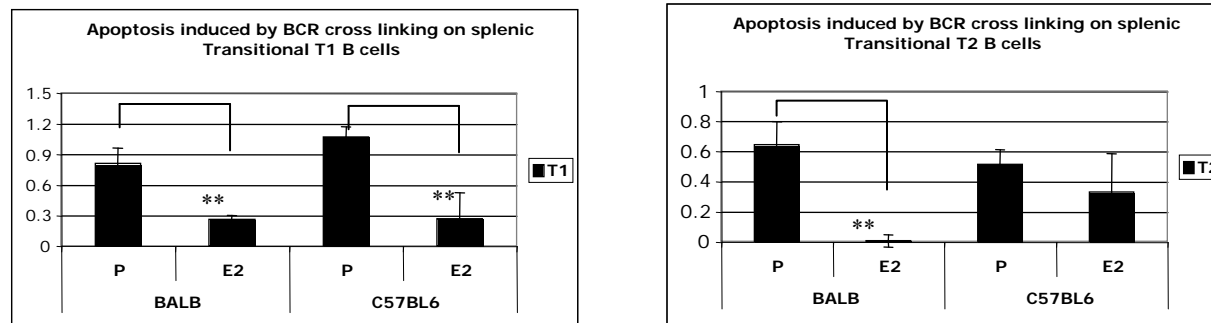 Apoptosis induced by BCR cross linking on splenic
Transitional T1 B cells
1.5
1.2
0.9
0.6
0.3
0
**
**
P
E2
P
E2
BALB
C57BL6
T1
Apoptosis induced by BCR cross linking on splenic
Transitional T2 B cells
1
0.8
0.6
0.4
0.2
0
**
P
E2
P
E2
BALB
C57BL6
T2